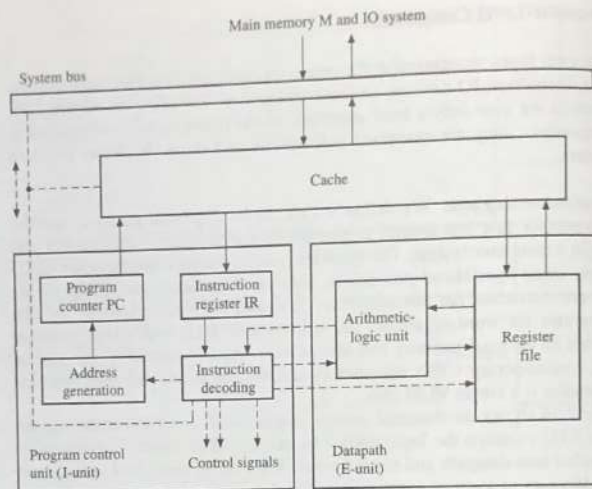 Main memory M and IO system
System bus
Cache
Program
counter PC
Instruction
register IR
Arithmetic-
logic unit
Register
file
Address
generation
Instruction
decoding
Program control
unit (I-unit)
Control signals
Datapath
(E-unit)